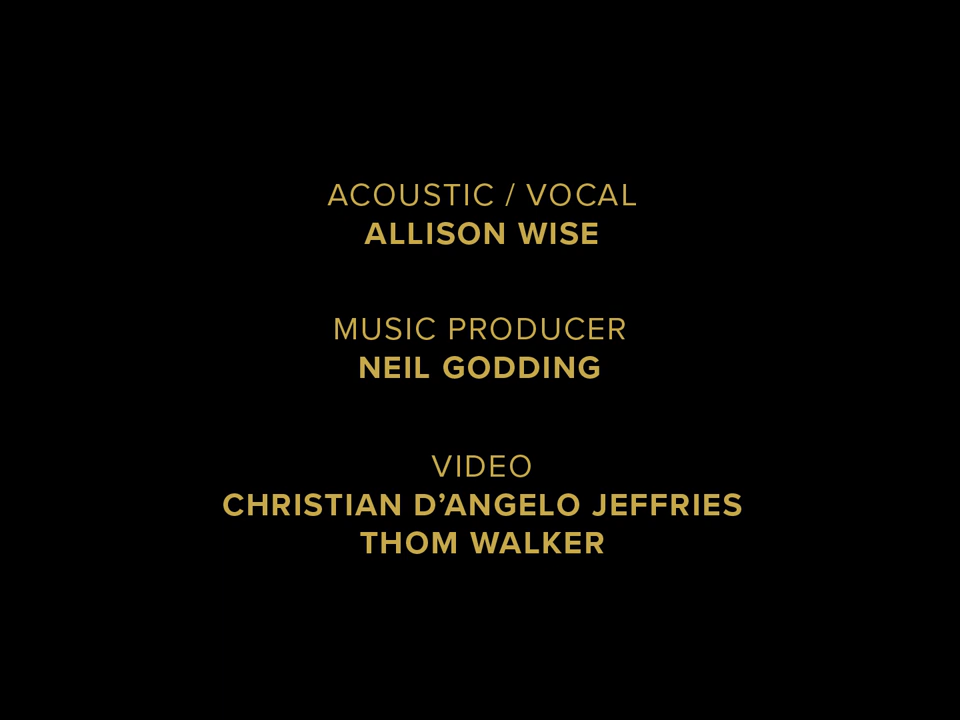 ACOUSTIC / VOCAL
ALLISON WISE
MUSIC PRODUCER
NEIL GODDING
VIDEO
CHRISTIAN D’ANGELO JEFFRIES
THOM WALKER